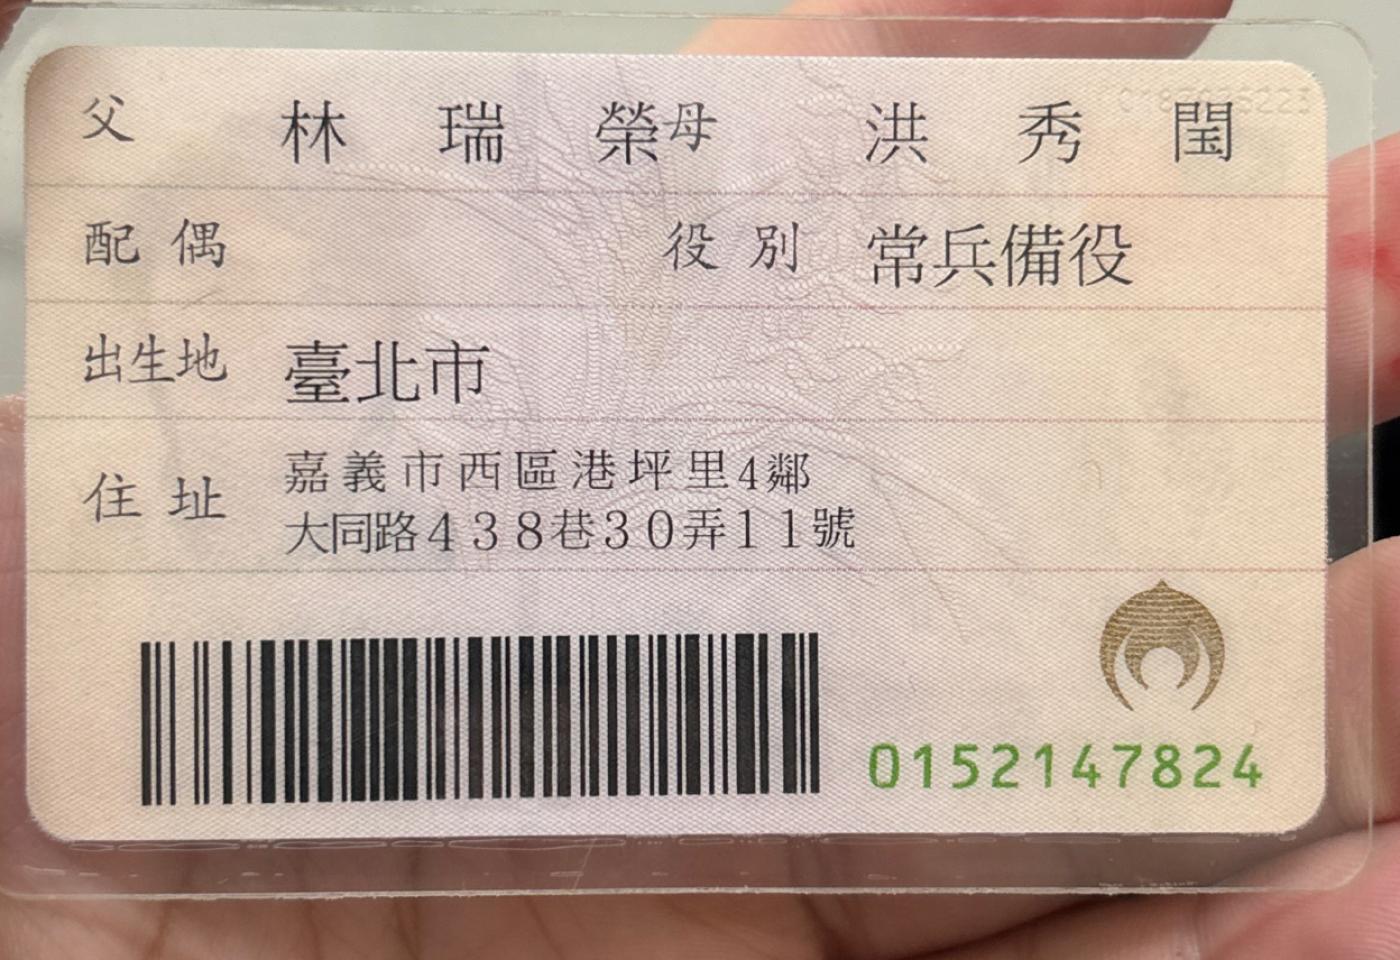 父 林瑞榮 母 洪秀閠
配偶 役別 常兵備役
出生地 臺北市
住址 嘉義市西區港坪里4鄰
大同路438巷30弄11號
0152147824